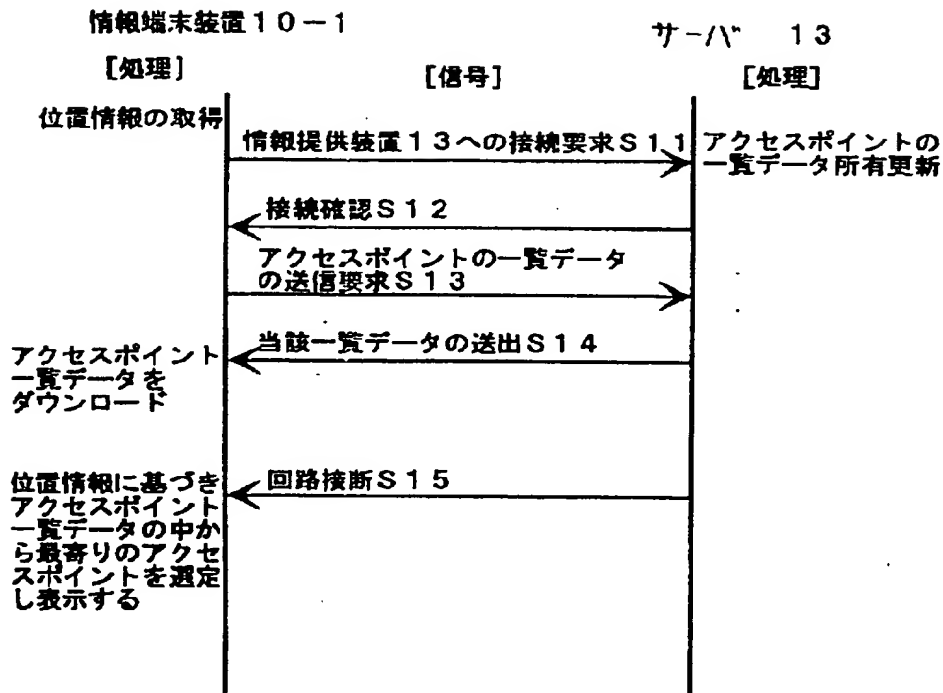 情報端末装置10-1
サーバ 13
[処理]
[信号]
[処理]
位置情報の取得
情報提供装置13への接続要求S11
アクセスポイントの
一覧データ所有更新
接続確認S12
アクセスポイントの一覧データ
の送信要求S13
当該一覧データの送出S14
アクセスポイント
一覧データを
ダウンロード
回路接断S15
位置情報に基づき
アクセスポイント
一覧データの中か
ら最寄りのアクセ
スポイントを選定
し表示する